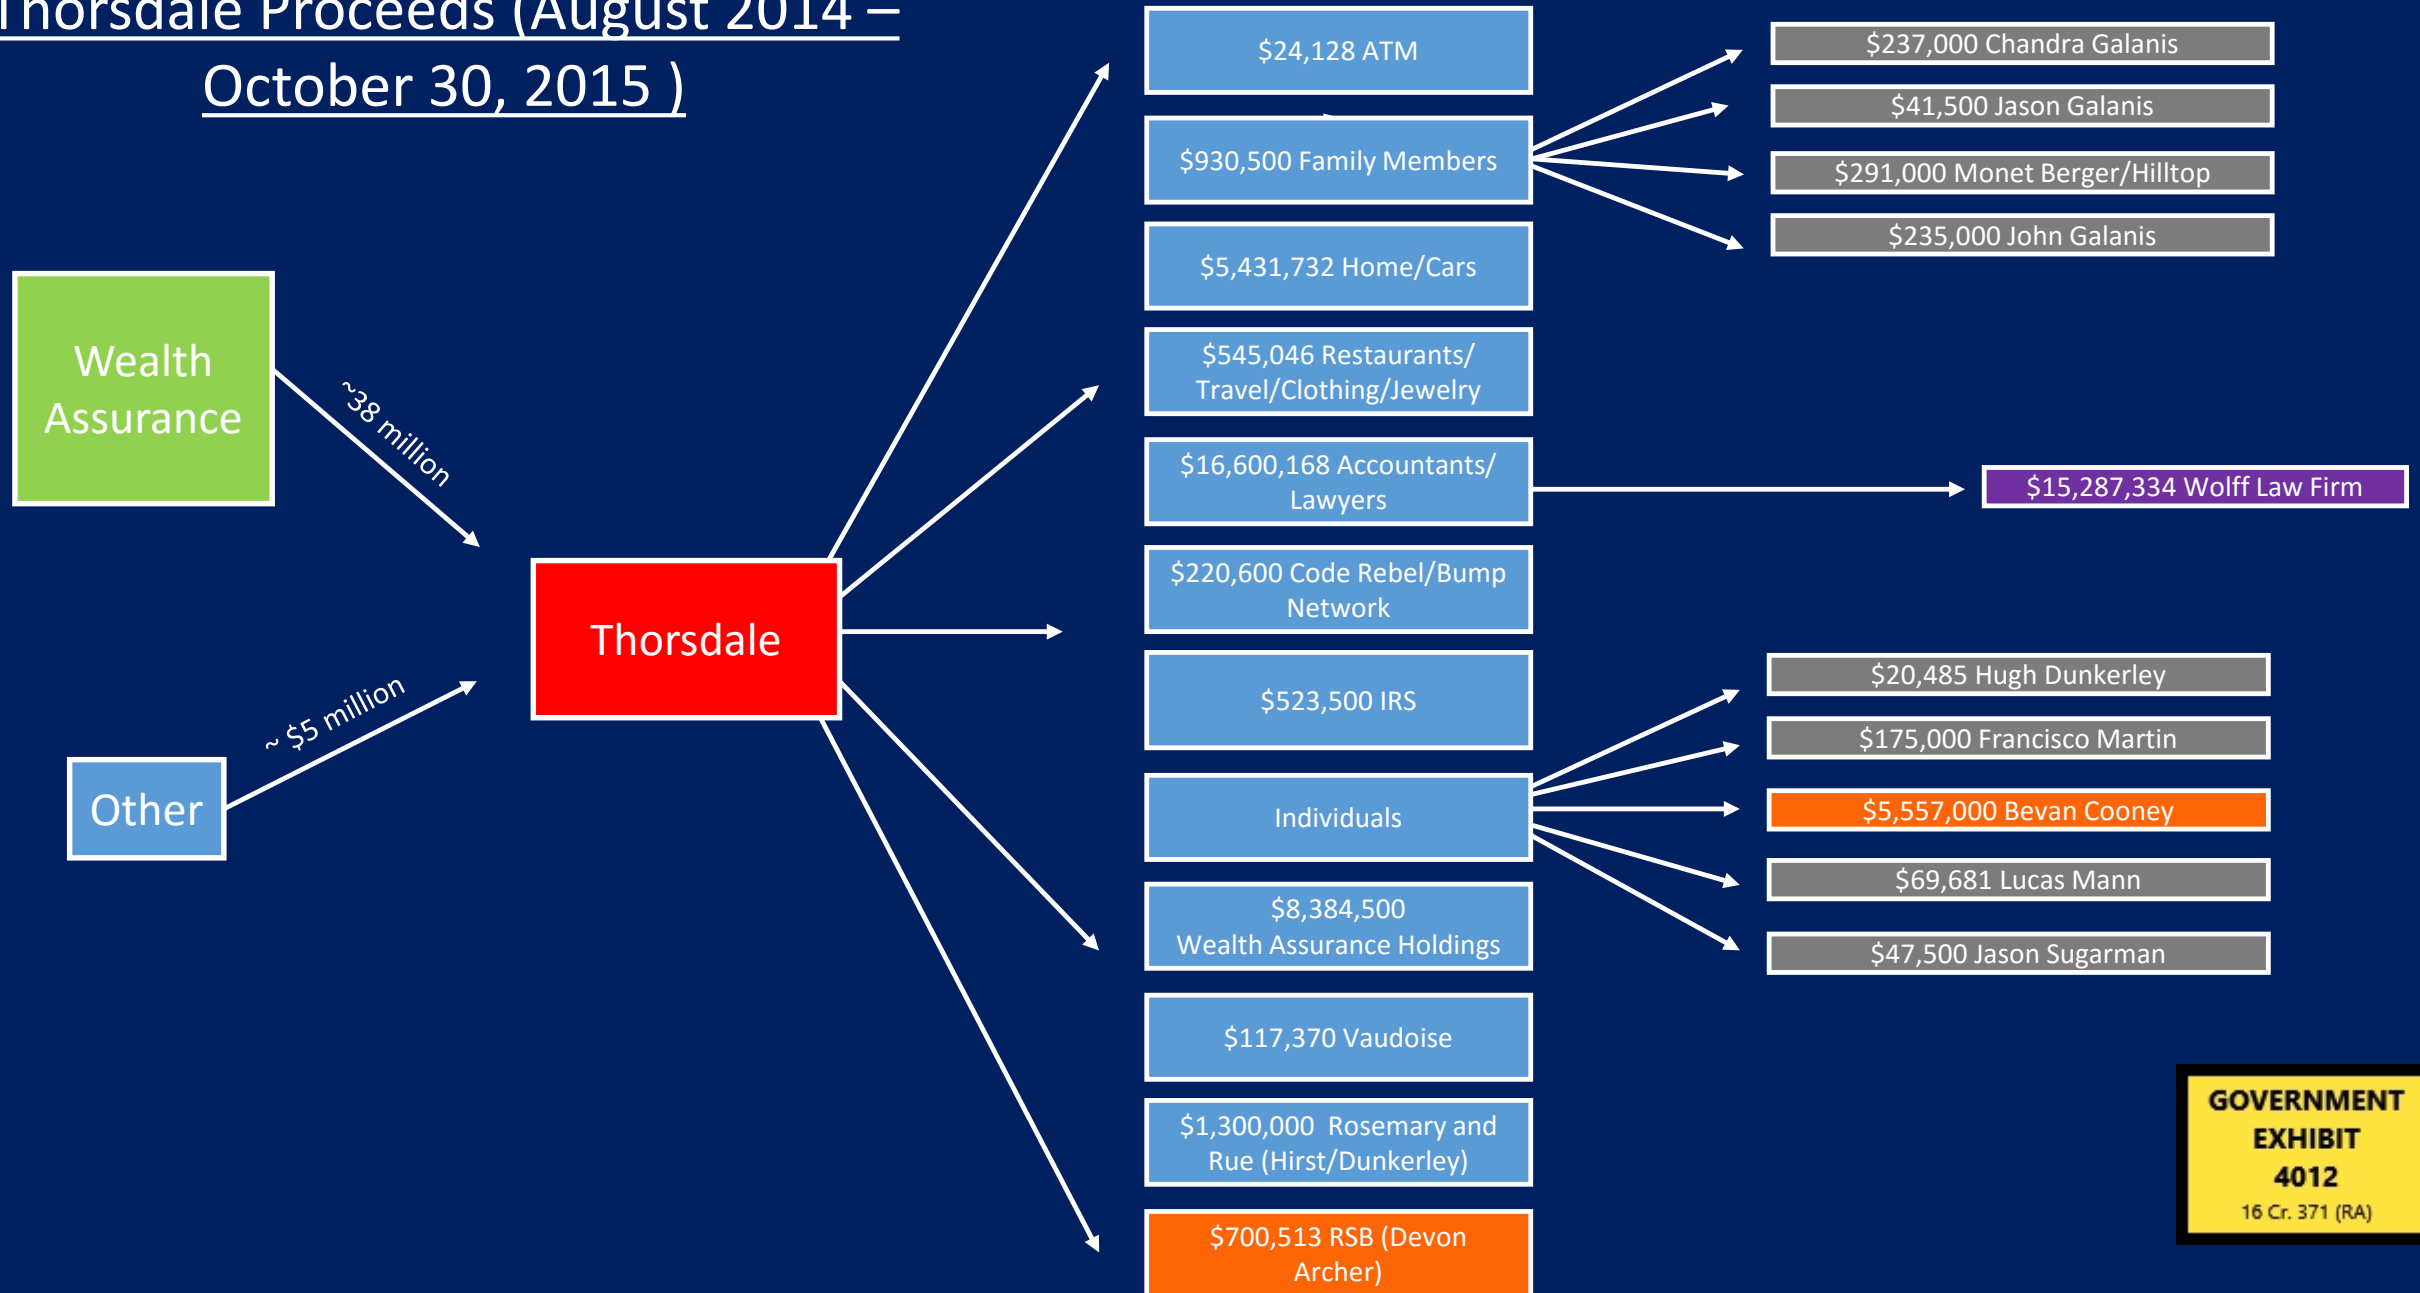 Thorsdale Proceeds (August 2014 –
October 30, 2015 )
Wealth
Assurance
~38 million
Other
~ $5 million
Thorsdale
$24,128 ATM
$930,500 Family Members
$5,431,732 Home/Cars
$545,046 Restaurants/
Travel/Clothing/Jewelry
$16,600,168 Accountants/
Lawyers
$220,600 Code Rebel/Bump
Network
$523,500 IRS
Individuals
$8,384,500
Wealth Assurance Holdings
$117,370 Vaudoise
$1,300,000  Rosemary and
Rue (Hirst/Dunkerley)
$700,513 RSB (Devon
Archer)
$237,000 Chandra Galanis
$41,500 Jason Galanis
$291,000 Monet Berger/Hilltop
$235,000 John Galanis
$15,287,334 Wolff Law Firm
$20,485 Hugh Dunkerley
$175,000 Francisco Martin
$5,557,000 Bevan Cooney
$69,681 Lucas Mann
$47,500 Jason Sugarman
GOVERNMENT
EXHIBIT
4012
16 Cr. 371 (RA)